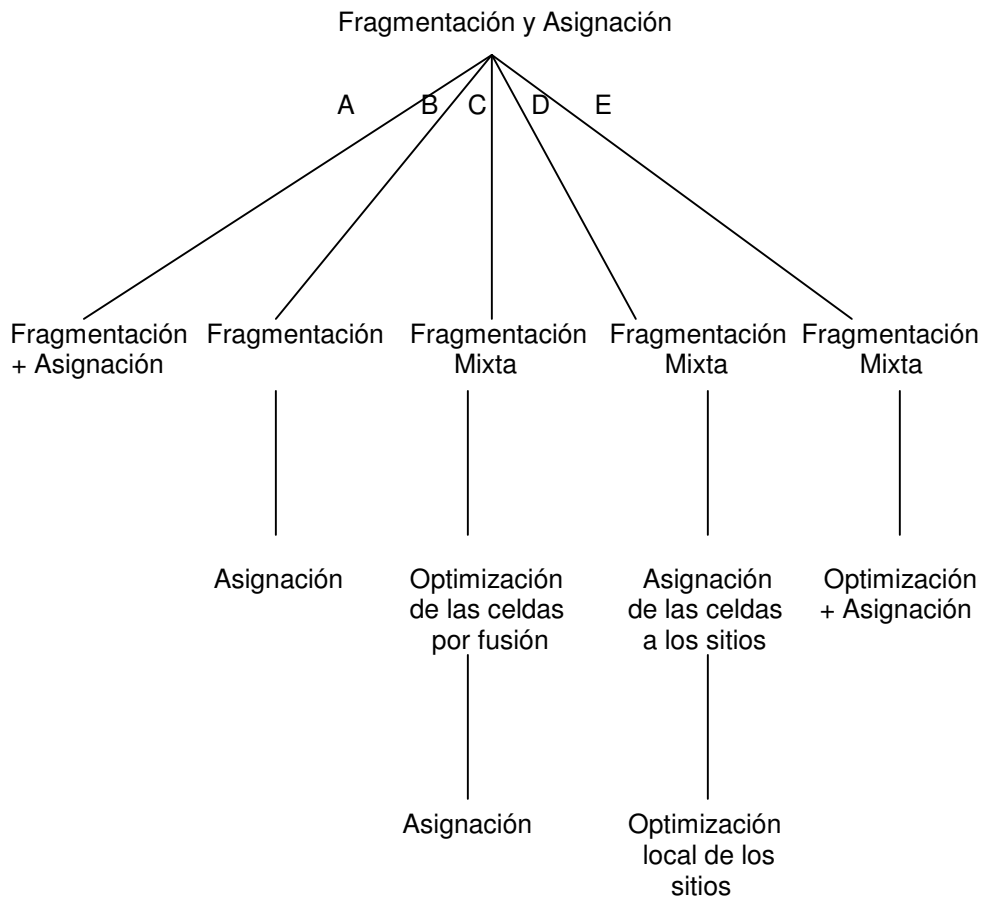 Fragmentación y Asignación
A B C D E
Fragmentación
+ Asignación
Fragmentación
Fragmentación
Mixta
Fragmentación
Mixta
Fragmentación
Mixta
Asignación
Optimización
de las celdas
por fusión
Asignación
de las celdas
a los sitios
Optimización
+ Asignación
Asignación
Optimización
local de los
sitios